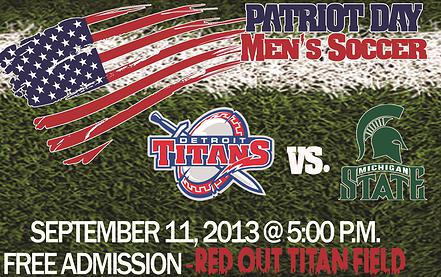 PATRIOT DAY
MEN'S SOCCER
DETROIT
TITANS
VS.
MICHIGAN
STATE
SEPTEMBER 11, 2013 @ 5:00 P.M.
FREE ADMISSION - RED OUT TITAN FIELD